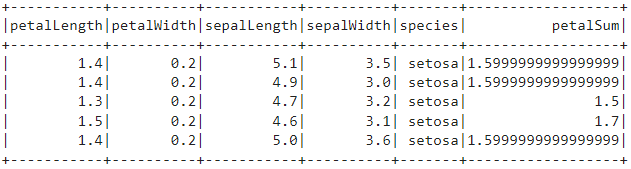 +-----------+----------+-----------+----------+-------+------------------+
|petalLength|petalWidth|sepalLength|sepalWidth|species|          petalSum|
+-----------+----------+-----------+----------+-------+------------------+
|        1.4|       0.2|        5.1|       3.5| setosa|1.5999999999999999|
|        1.4|       0.2|        4.9|       3.0| setosa|1.5999999999999999|
|        1.3|       0.2|        4.7|       3.2| setosa|               1.5|
|        1.5|       0.2|        4.6|       3.1| setosa|               1.7|
|        1.4|       0.2|        5.0|       3.6| setosa|1.5999999999999999|
+-----------+----------+-----------+----------+-------+------------------+